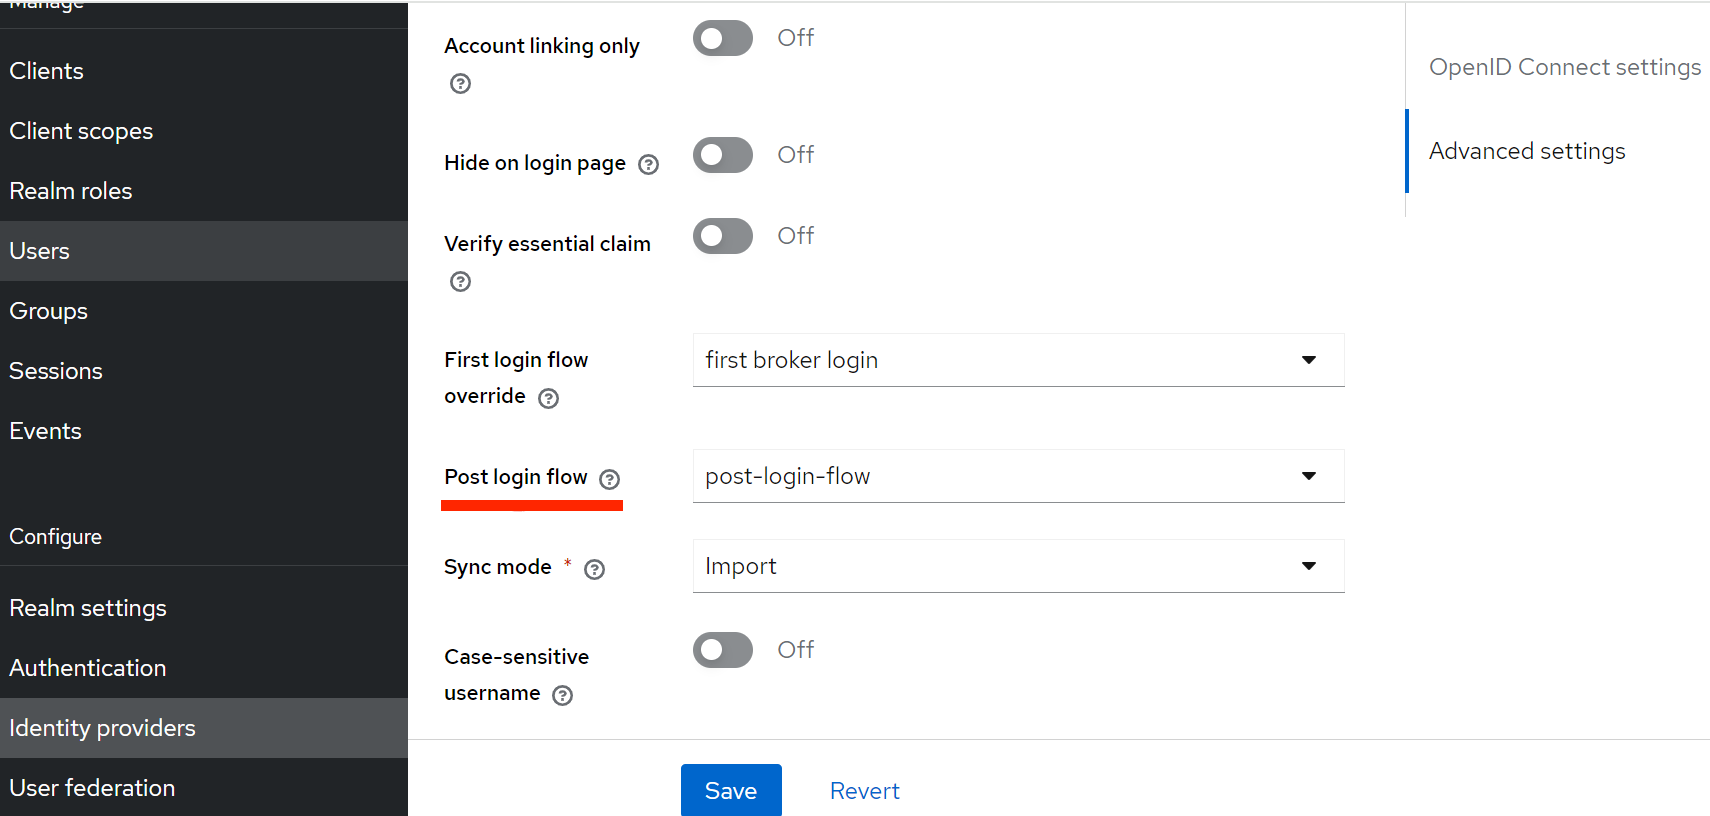 Manage
Clients
Client scopes
Realm roles
Users
Groups
Sessions
Events
Configure
Realm settings
Authentication
Identity providers
User federation
Account linking only
Off
Hide on login page
Off
Verify essential claim
Off
First login flow
override
first broker login
Post login flow
post-login-flow
Sync mode *
Import
Case-sensitive
username
Off
Save
Revert
OpenID Connect settings
Advanced settings